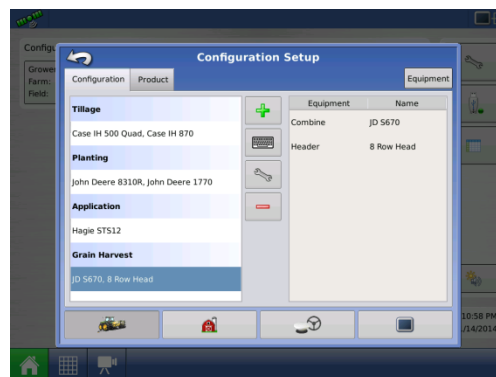 Configuration Setup
Configu
Grower
Farm:
Field:
Configuration
Product
Equipment
Tillage
Case IH 500 Quad, Case IH 870
Planting
John Deere 8310R, John Deere 1770
Application
Hagie STS12
Grain Harvest
JD S670, 8 Row Head
Equipment Name
Combine JD S670
Header 8 Row Head
10:58 PM
/14/2014